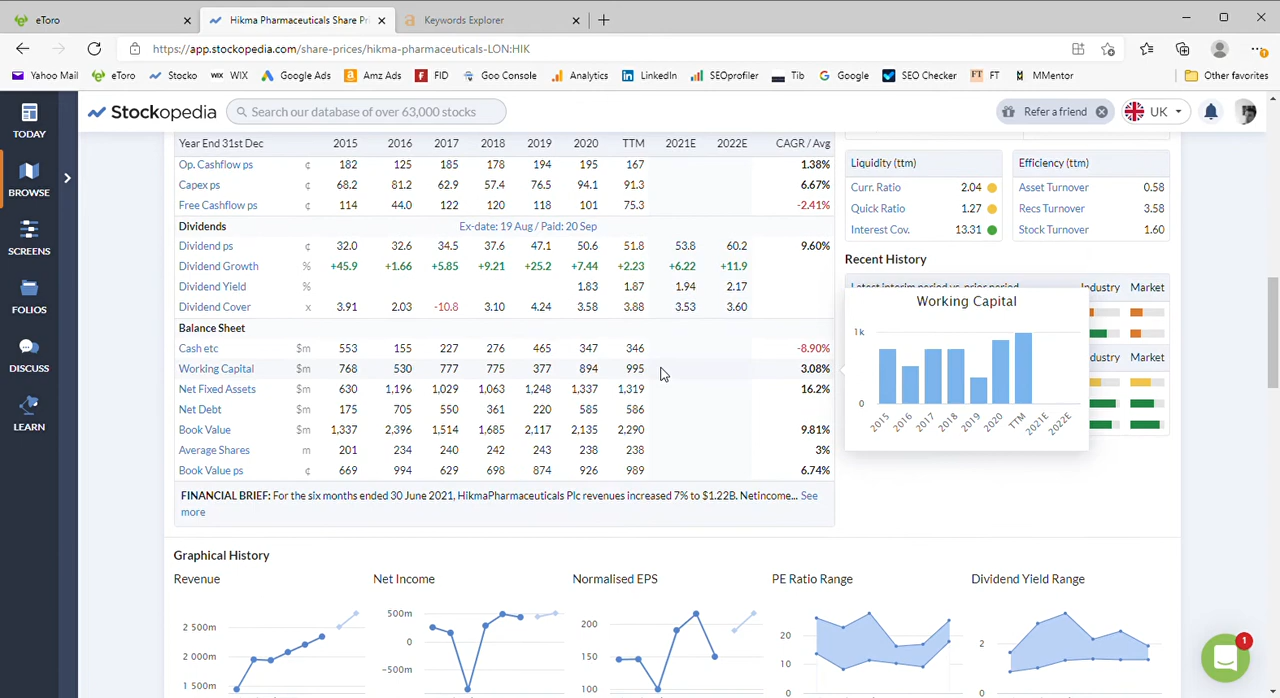 eToro
Hikma Pharmaceuticals Share Pri
Keywords Explorer
https://app.stockopedia.com/share-prices/hikma-pharmaceuticals-LON:HIK
Yahoo Mail eToro Stocko WIX WIX Google Ads Amz Ads FID Goo Console Analytics LinkedIn SEOprofiler Tib Google SEO Checker FT FT MMentor Other favorites
Stockopedia
Search our database of over 63,000 stocks
Refer a friend
UK
TODAY
BROWSE
SCREENS
FOLIOS
DISCUSS
LEARN
Year End 31st Dec 2015 2016 2017 2018 2019 2020 TTM 2021E 2022E CAGR / Avg
Op. Cashflow ps ¢ 182 125 185 178 194 195 167 1.38%
Capex ps ¢ 68.2 81.2 62.9 57.4 76.5 94.1 91.3 6.67%
Free Cashflow ps ¢ 114 44.0 122 120 118 101 75.3 -2.41%
Dividends Ex-date: 19 Aug / Paid: 20 Sep
Dividend ps ¢ 32.0 32.6 34.5 37.6 47.1 50.6 51.8 53.8 60.2 9.60%
Dividend Growth % +45.9 +1.66 +5.85 +9.21 +25.2 +7.44 +2.23 +6.22 +11.9
Dividend Yield % 1.83 1.87 1.94 2.17
Dividend Cover x 3.91 2.03 -10.8 3.10 4.24 3.58 3.88 3.53 3.60
Balance Sheet
Cash etc $m 553 155 227 276 465 347 346 -8.90%
Working Capital $m 768 530 777 775 377 894 995 3.08%
Net Fixed Assets $m 630 1,196 1,029 1,063 1,248 1,337 1,319 16.2%
Net Debt $m 175 705 550 361 220 585 586
Book Value $m 1,337 2,398 1,514 1,685 2,117 2,135 2,290 9.81%
Average Shares m 201 234 240 242 243 238 238 3%
Book Value ps ¢ 669 994 629 698 874 926 989 6.74%
FINANCIAL BRIEF: For the six months ended 30 June 2021, HikmaPharmaceuticals Plc revenues increased 7% to $1.22B. Netincome... See
more
Liquidity (ttm)
Curr. Ratio 2.04
Quick Ratio 1.27
Interest Cov. 13.31
Efficiency (ttm)
Asset Turnover 0.58
Recs Turnover 3.58
Stock Turnover 1.60
Recent History
Latest interim period vs. prior period
Industry Market
Working Capital
1k
0
2015 2016 2017 2018 2019 2020 TTM 2021E 2022E
dustry Market
Graphical History
Revenue
2 500m
2 000m
1 500m
Net Income
500m
0
−500m
Normalised EPS
200
150
100
PE Ratio Range
20
10
0
Dividend Yield Range
2
0
1